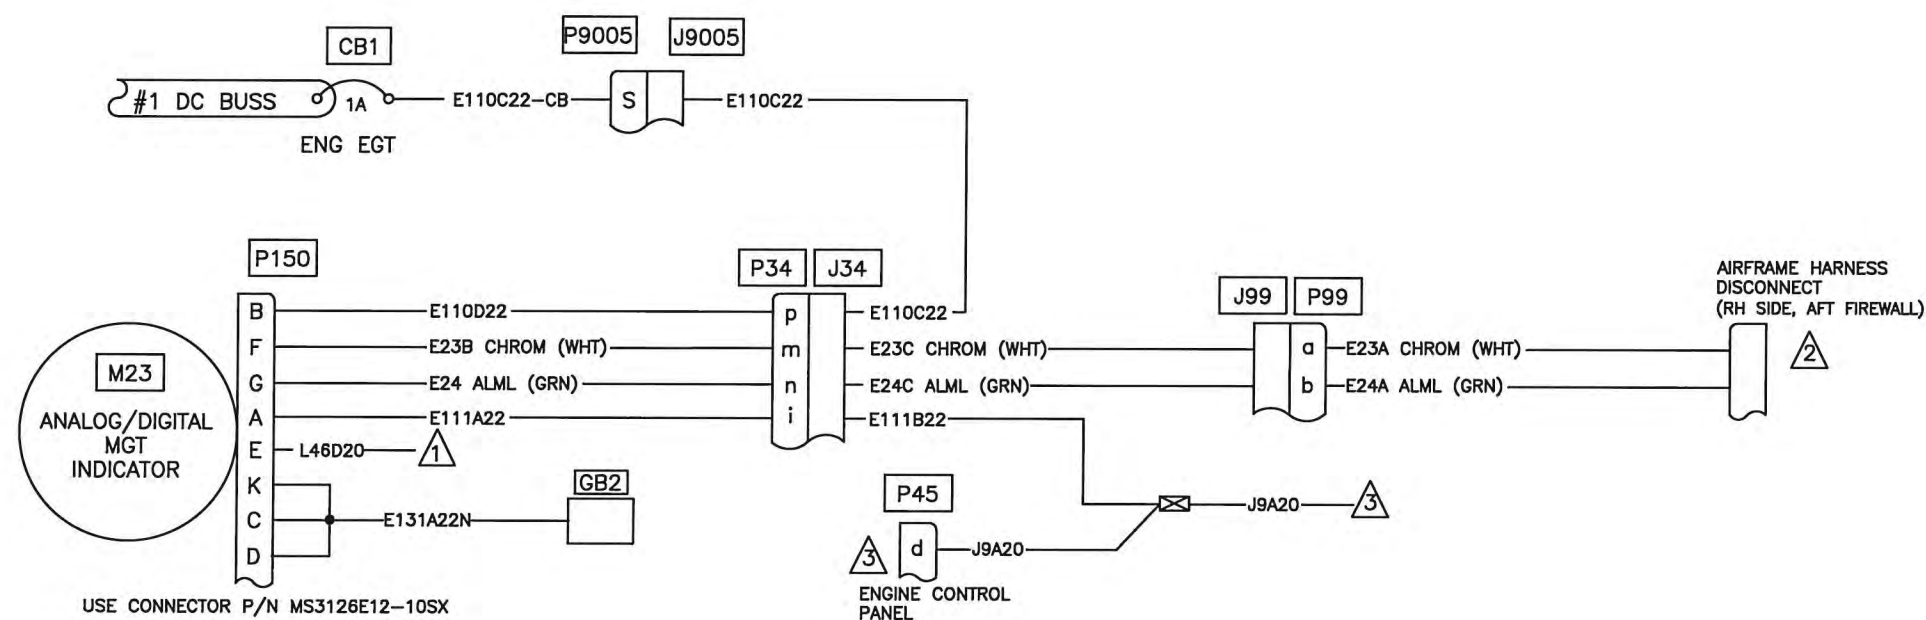 CB1
P9005
J9005
#1 DC BUSS
1A
E110C22-CB
S
E110C22
ENG EGT
P150
P34
J34
J99
P99
AIRFRAME HARNESS
DISCONNECT
(RH SIDE, AFT FIREWALL)
B
E110D22
p
E110C22
F
E23B CHROM (WHT)
m
E23C CHROM (WHT)
a
E23A CHROM (WHT)
2
G
E24 ALML (GRN)
n
E24C ALML (GRN)
b
E24A ALML (GRN)
A
E111A22
i
E111B22
E
L46D20
1
K
C
D
E131A22N
GB2
M23
ANALOG/DIGITAL
MGT
INDICATOR
P45
J9A20
3
3
d
J9A20
ENGINE CONTROL
PANEL
USE CONNECTOR P/N MS3126E12-10SX